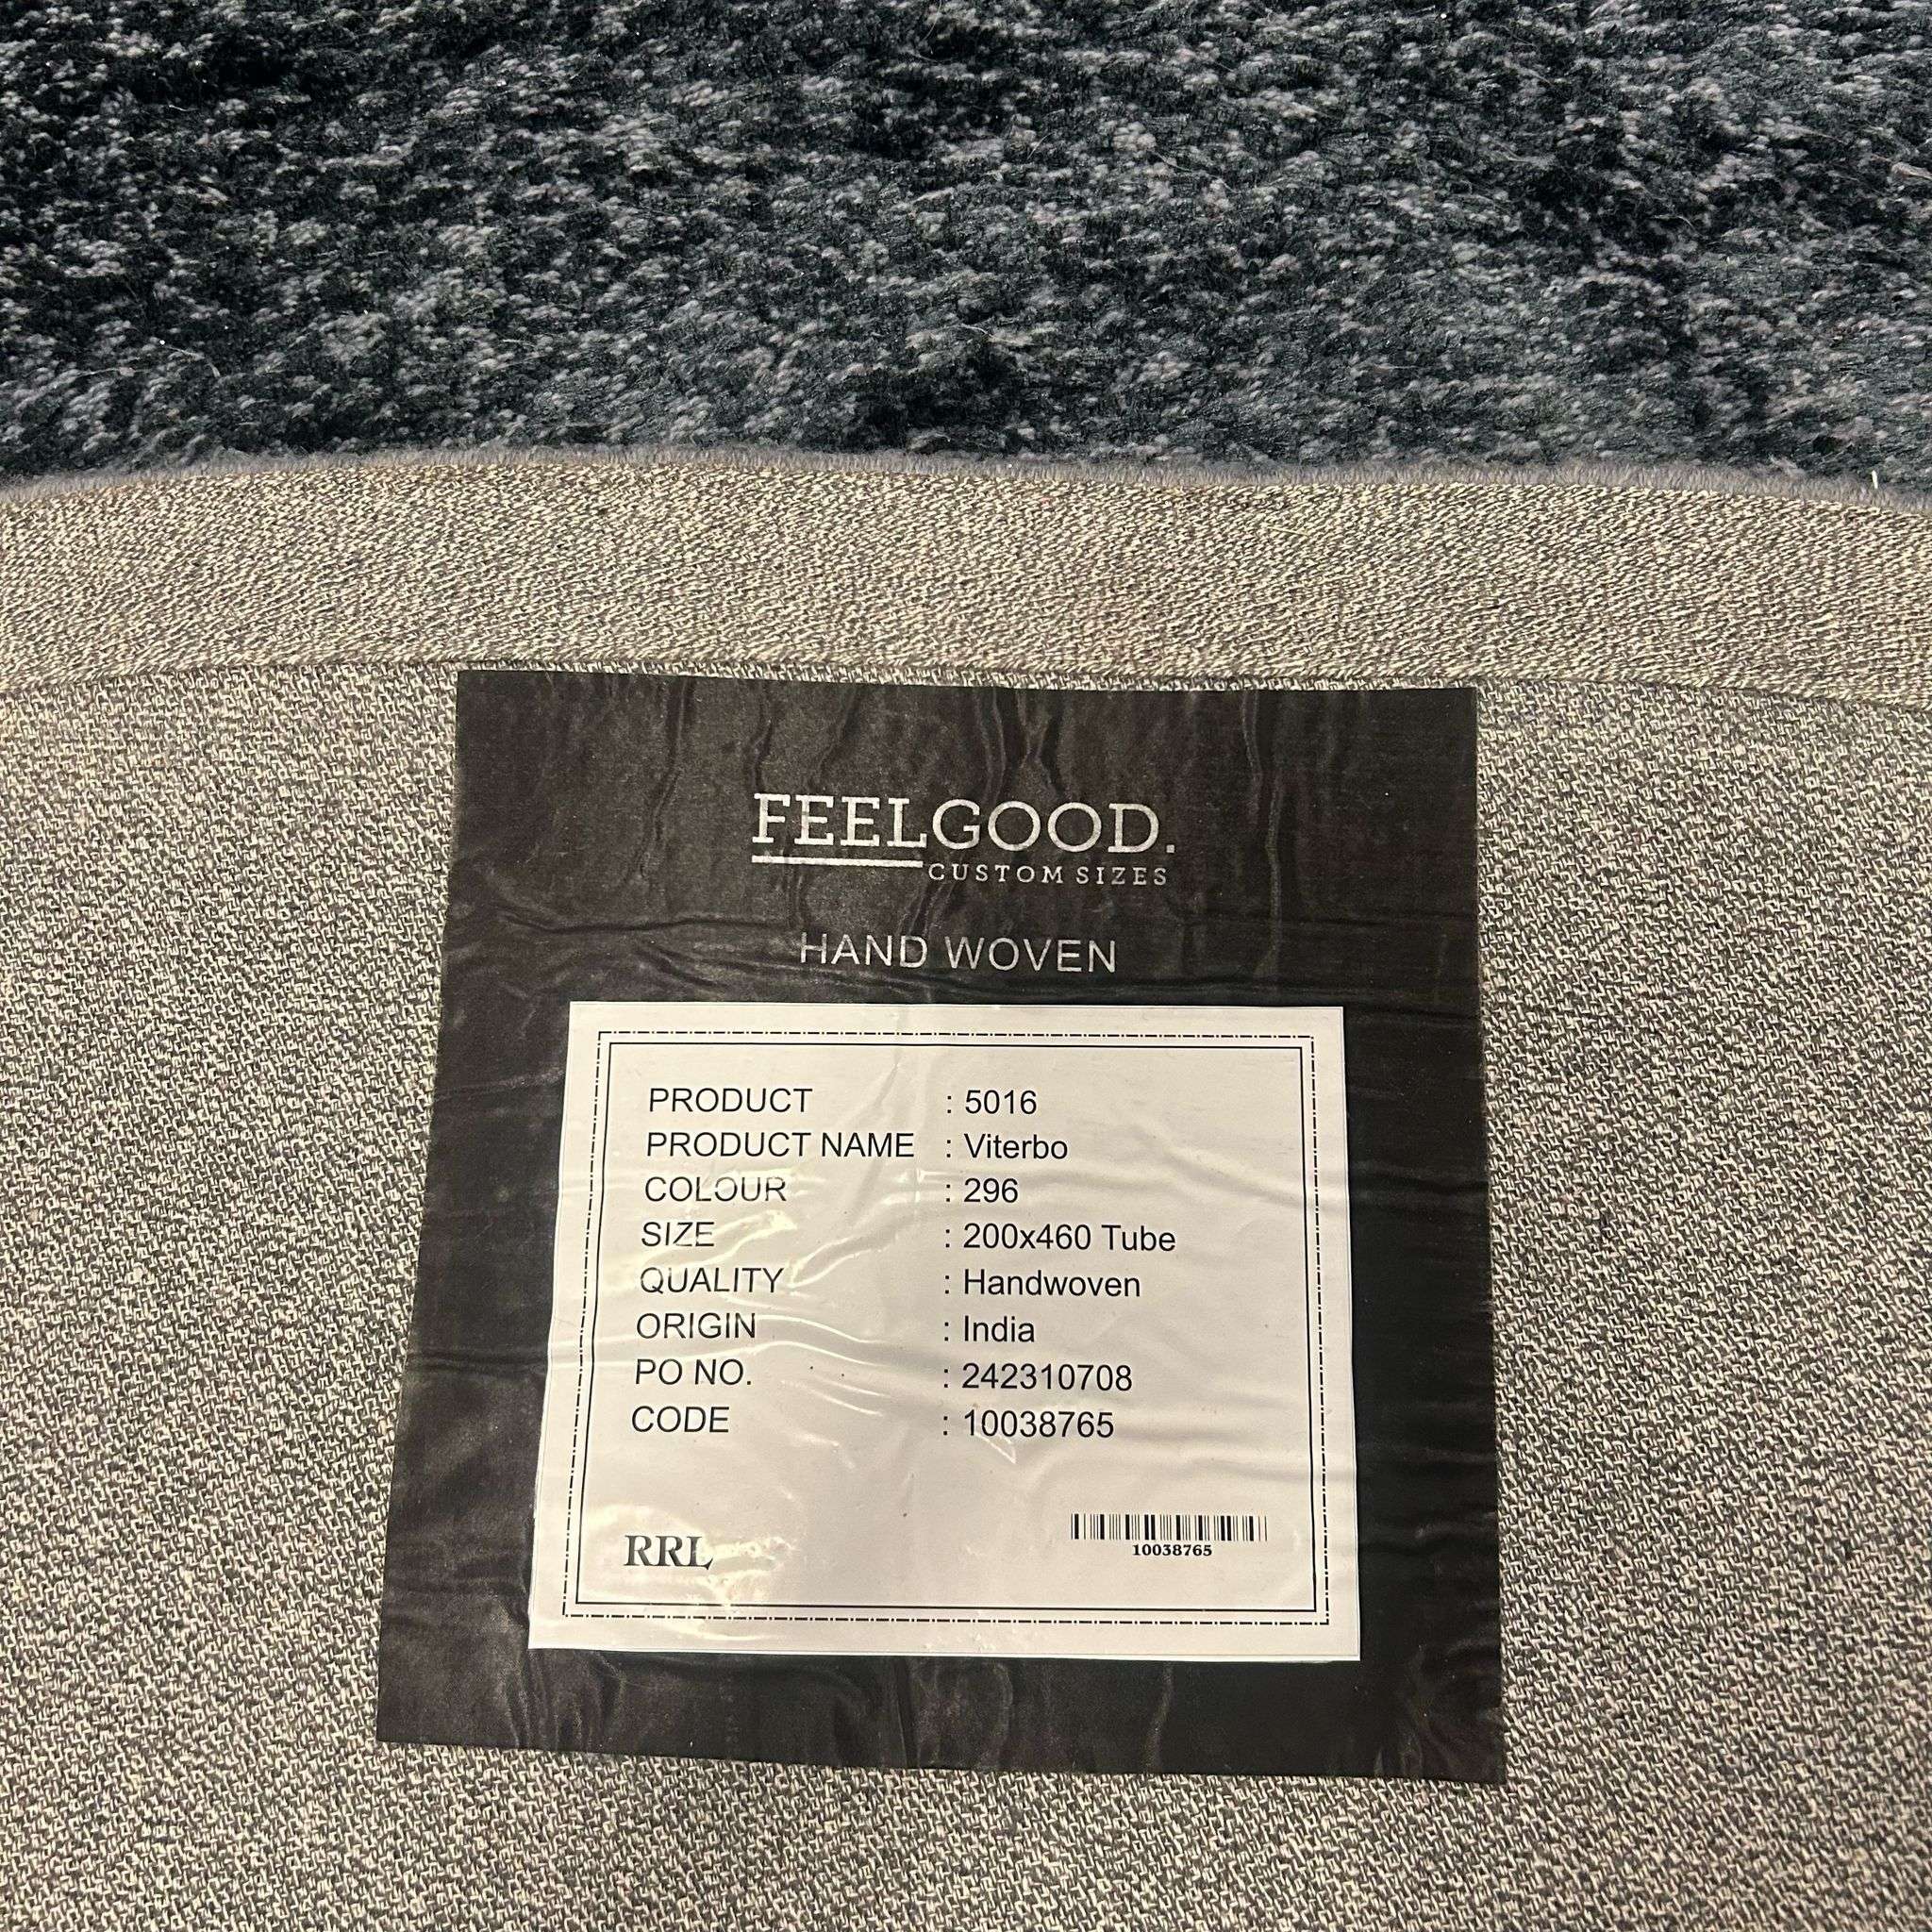 FEELGOOD.
CUSTOM SIZES
HAND WOVEN
PRODUCT : 5016
PRODUCT NAME : Viterbo
COLOUR : 296
SIZE : 200x460 Tube
QUALITY : Handwoven
ORIGIN : India
PO NO. : 242310708
CODE : 10038765
RRL
10038765